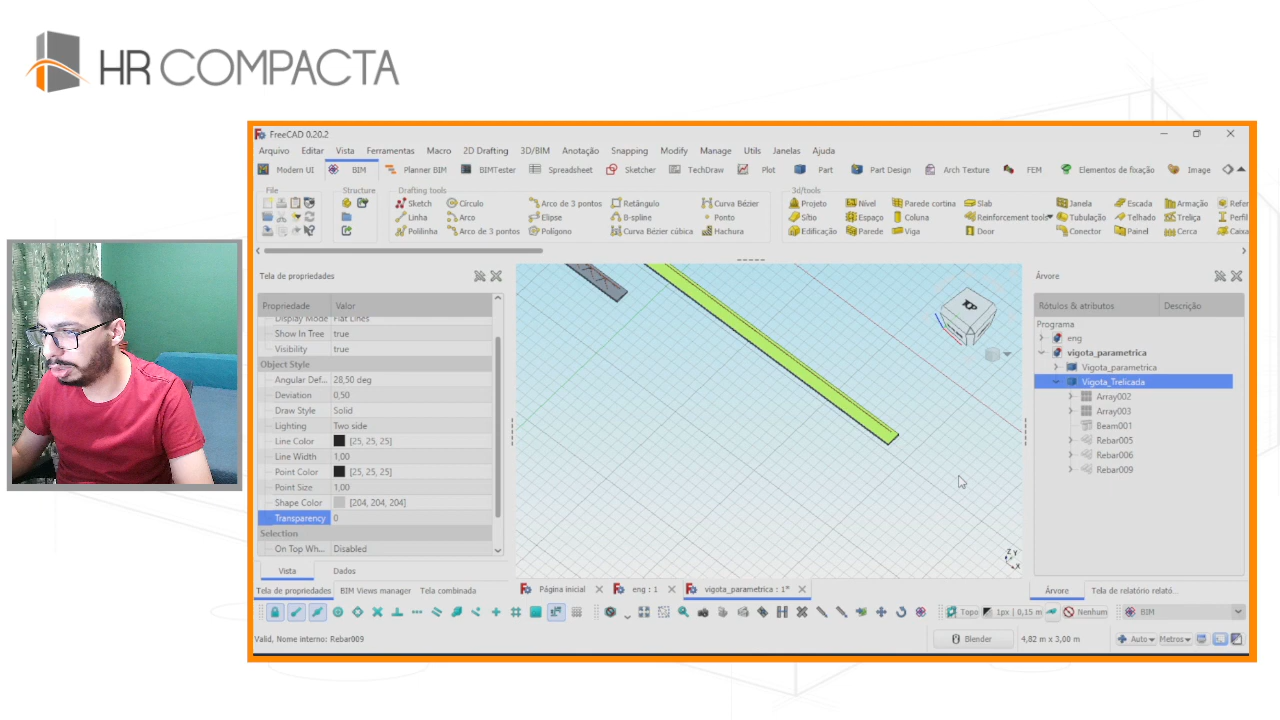 HR COMPACTA
FreeCAD 0.20.2
Arquivo Editar Vista Ferramentas Macro 2D Drafting 3D/BIM Anotação Snapping Modify Manage Utils Janelas Ajuda
Modern UI BIM Planner BIM BIMTester Spreadsheet Sketcher TechDraw Plot Part Part Design Arch Texture FEM Elementos de fixação Image
File Structure Drafting tools 3d/tools
Sketch Círculo Arco de 3 pontos Retângulo Curva Bézier Projeto Nível Parede cortina Slab Janela Escada Armação Refer
Linha Arco Elipse B-spline Ponto Sítio Espaço Coluna Reinforcement tools Tubulação Telhado Treliça Perfil
Polilinha Arco de 3 pontos Polígono Curva Bézier cúbica Hachura Edificação Parede Viga Door Conector Painel Cerca Caixa
Tela de propriedades
Árvore
Propriedade Valor
Rótulos & atributos Descrição
Display Mode Flat Lines
Programa
Show In Tree true
eng
Visibility true
vigota_parametrica
Object Style
Vigota_parametrica
Angular Def... 28,50 deg
Vigota_Trelicada
Deviation 0,50
Array002
Draw Style Solid
Array003
Lighting Two side
Beam001
Line Color [25, 25, 25]
Rebar005
Line Width 1,00
Rebar006
Point Color [25, 25, 25]
Rebar009
Point Size 1,00
Shape Color [204, 204, 204]
Transparency 0
Selection
On Top Wh... Disabled
Z Y
X
Vista Dados
Tela de propriedades BIM Views manager Tela combinada
Página inicial eng : 1 vigota_parametrica : 1*
Árvore Tela de relatório relató...
Topo 1px | 0,15 m Nenhum BIM
Valid, Nome interno: Rebar009
Blender 4,82 m x 3,00 m Auto Metros